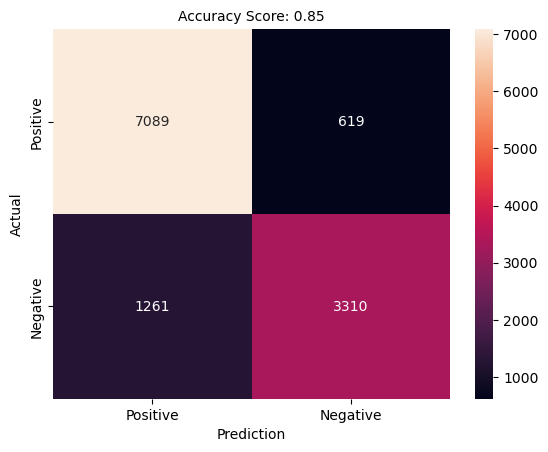 Accuracy Score: 0.85
7000
6000
5000
4000
3000
2000
1000
Actual
Positive
Negative
7089 619
1261 3310
Positive Negative
Prediction